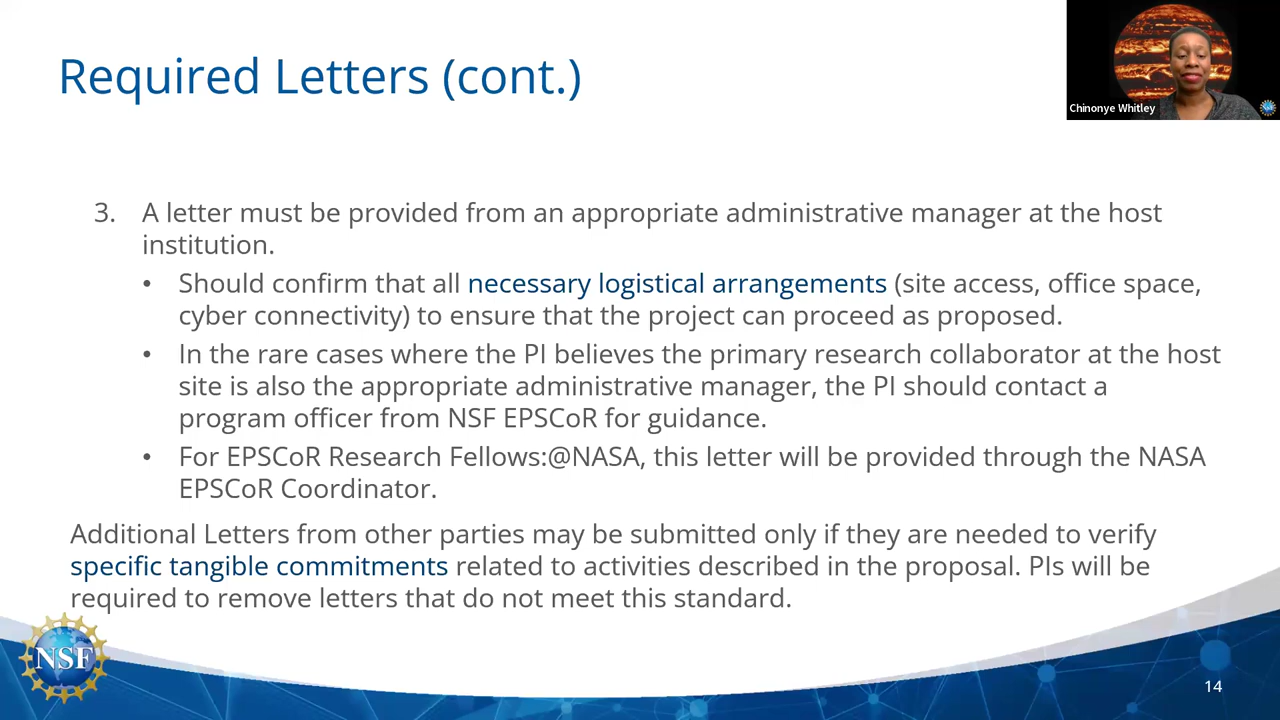 Required Letters (cont.)
Chinonye Whitley
3. A letter must be provided from an appropriate administrative manager at the host
institution.
• Should confirm that all necessary logistical arrangements (site access, office space,
cyber connectivity) to ensure that the project can proceed as proposed.
• In the rare cases where the PI believes the primary research collaborator at the host
site is also the appropriate administrative manager, the PI should contact a
program officer from NSF EPSCoR for guidance.
• For EPSCoR Research Fellows:@NASA, this letter will be provided through the NASA
EPSCoR Coordinator.
Additional Letters from other parties may be submitted only if they are needed to verify
specific tangible commitments related to activities described in the proposal. PIs will be
required to remove letters that do not meet this standard.
NSF
14